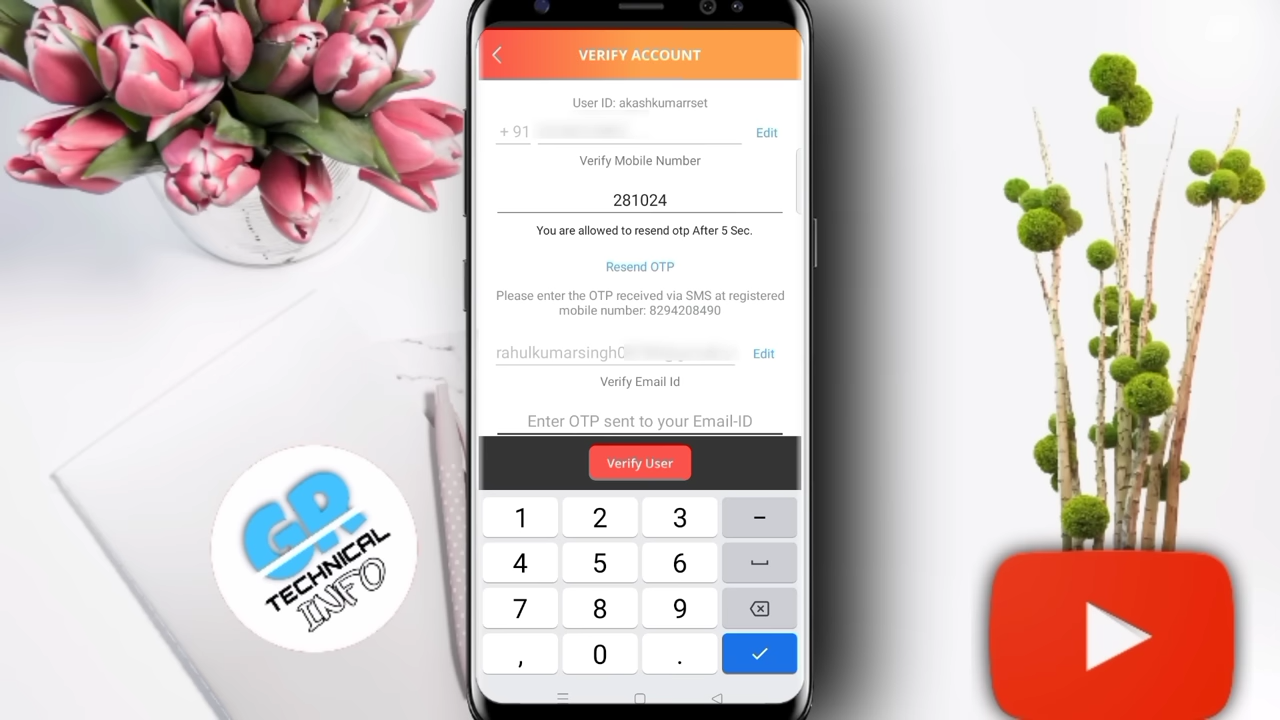 VERIFY ACCOUNT
User ID: akashkumarrset
+ 91
Edit
Verify Mobile Number
281024
You are allowed to resend otp After 5 Sec.
Resend OTP
Please enter the OTP received via SMS at registered
mobile number: 8294208490
rahulkumarsingh0
Edit
Verify Email Id
Enter OTP sent to your Email-ID
Verify User
1 2 3 -
4 5 6
7 8 9
, 0 .
GR
TECHNICAL
INFO